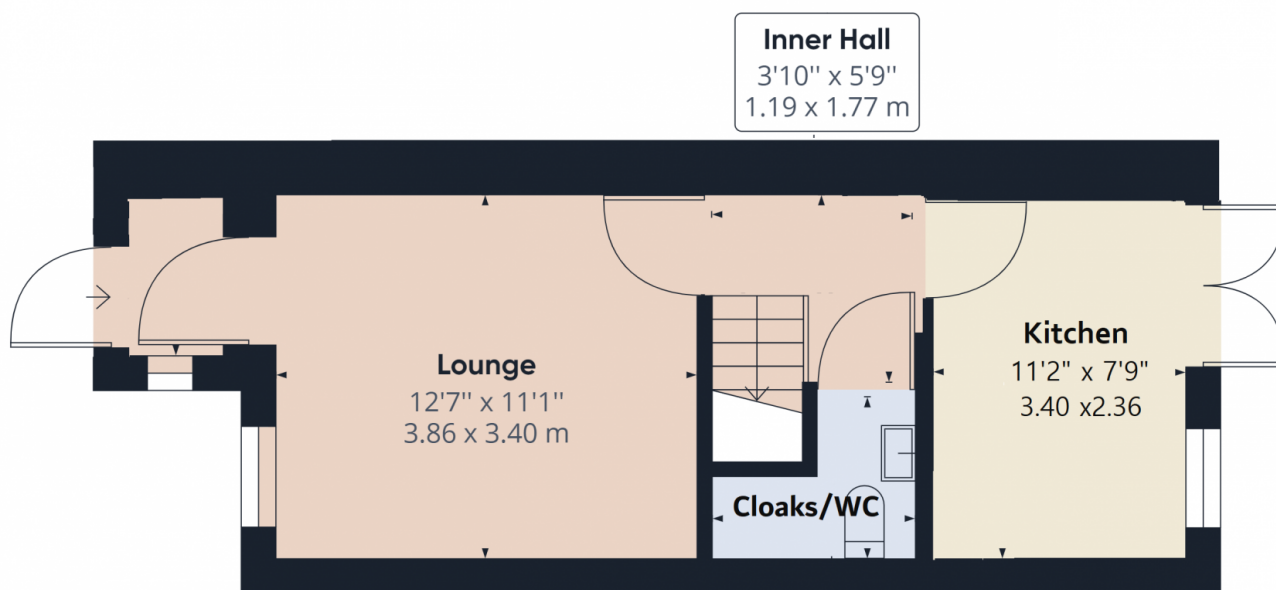 Inner Hall
3'10'' x 5'9''
1.19 x 1.77 m
Lounge
12'7'' x 11'1''
3.86 x 3.40 m
Kitchen
11'2" x 7'9"
3.40 x2.36
Cloaks/WC